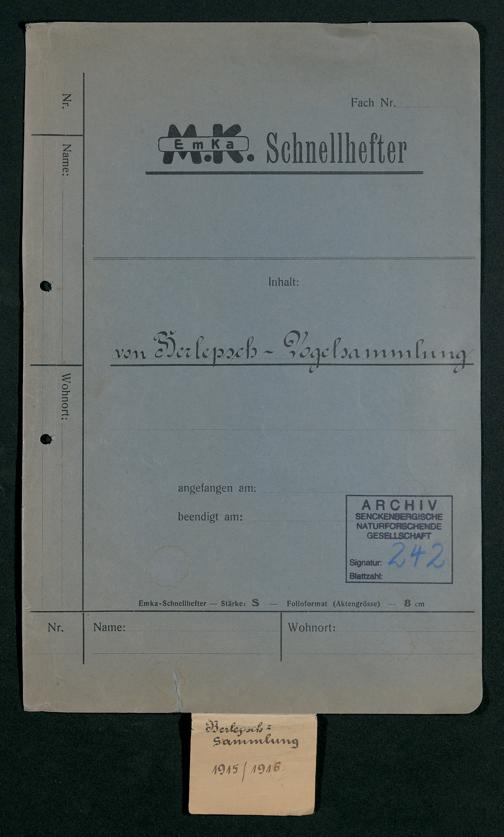 Fach Nr.
M.K. EmKa Schnellhefter
Nr.
Name:
Wohnort:
Inhalt:
von Berlepsch - Vogelsammlung
angefangen am:
beendigt am:
ARCHIV
SENCKENBERGISCHE
NATURFORSCHENDE
GESELLSCHAFT
Signatur: 242
Blattzahl:
Emka-Schnellhefter — Stärke: S — Folioformat (Aktengrösse) — 8 cm
Nr. Name: Wohnort:
Berlepsch-
Sammlung
1915/1916